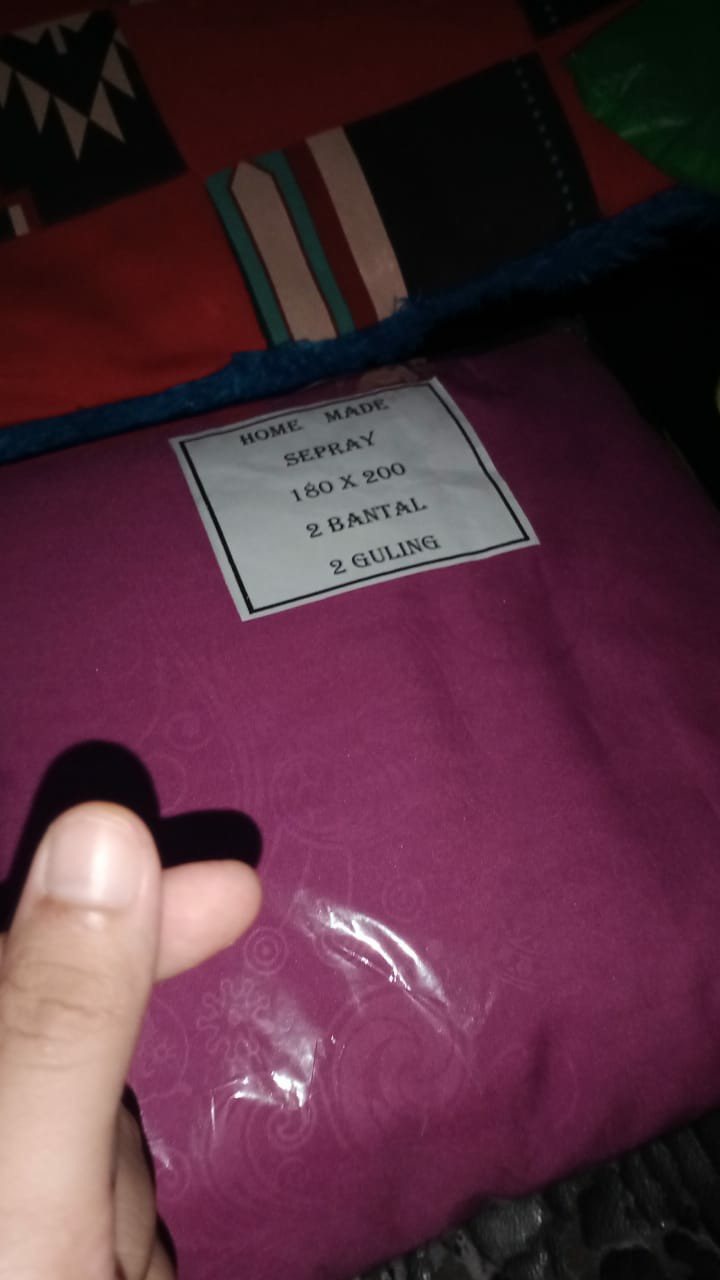 HOME MADE
SEPRAY
180 X 200
2 BANTAL
2 GULING